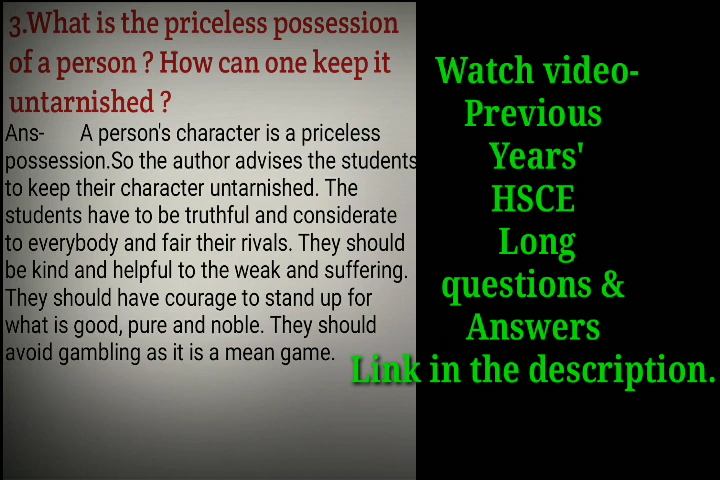 3.What is the priceless possession
of a person ? How can one keep it
untarnished ?
Ans- A person's character is a priceless
possession.So the author advises the students
to keep their character untarnished. The
students have to be truthful and considerate
to everybody and fair their rivals. They should
be kind and helpful to the weak and suffering.
They should have courage to stand up for
what is good, pure and noble. They should
avoid gambling as it is a mean game.
Watch video-
Previous
Years'
HSCE
Long
questions &
Answers
Link in the description.